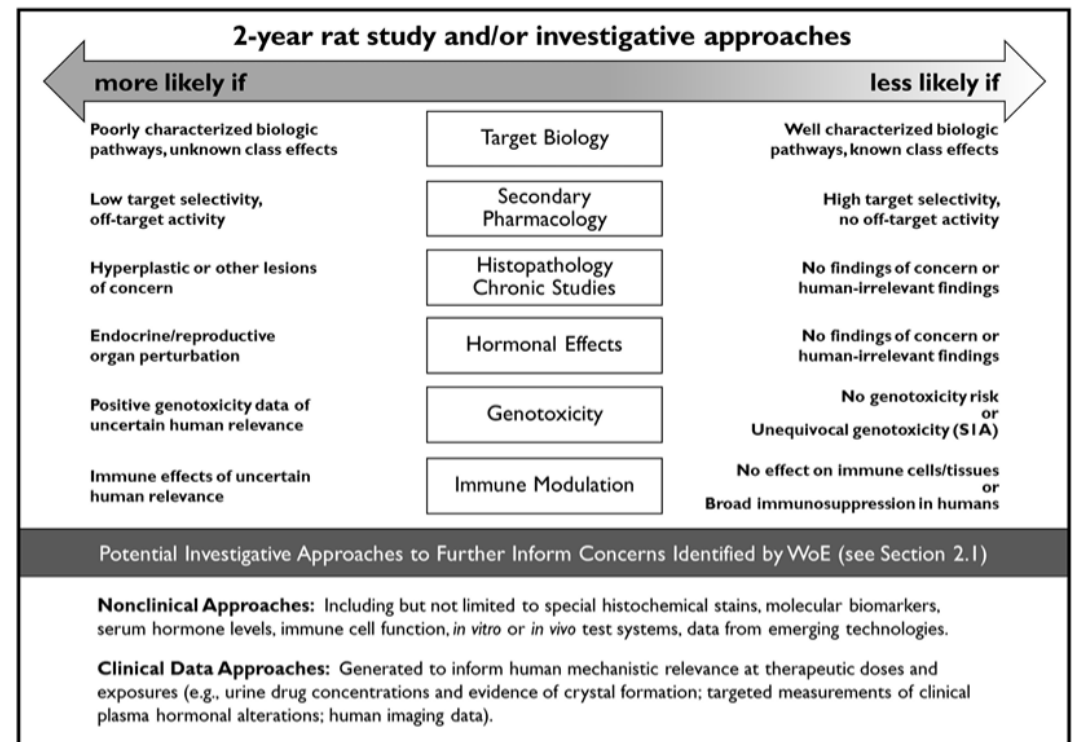 2-year rat study and/or investigative approaches
more likely if
less likely if
Poorly characterized biologic
pathways, unknown class effects
Target Biology
Well characterized biologic
pathways, known class effects
Low target selectivity,
off-target activity
Secondary
Pharmacology
High target selectivity,
no off-target activity
Hyperplastic or other lesions
of concern
Histopathology
Chronic Studies
No findings of concern or
human-irrelevant findings
Endocrine/reproductive
organ perturbation
Hormonal Effects
No findings of concern or
human-irrelevant findings
Positive genotoxicity data of
uncertain human relevance
Genotoxicity
No genotoxicity risk
or
Unequivocal genotoxicity (S1A)
Immune effects of uncertain
human relevance
Immune Modulation
No effect on immune cells/tissues
or
Broad immunosuppression in humans
Potential Investigative Approaches to Further Inform Concerns Identified by WoE (see Section 2.1)
Nonclinical Approaches: Including but not limited to special histochemical stains, molecular biomarkers,
serum hormone levels, immune cell function, in vitro or in vivo test systems, data from emerging technologies.
Clinical Data Approaches: Generated to inform human mechanistic relevance at therapeutic doses and
exposures (e.g., urine drug concentrations and evidence of crystal formation; targeted measurements of clinical
plasma hormonal alterations; human imaging data).